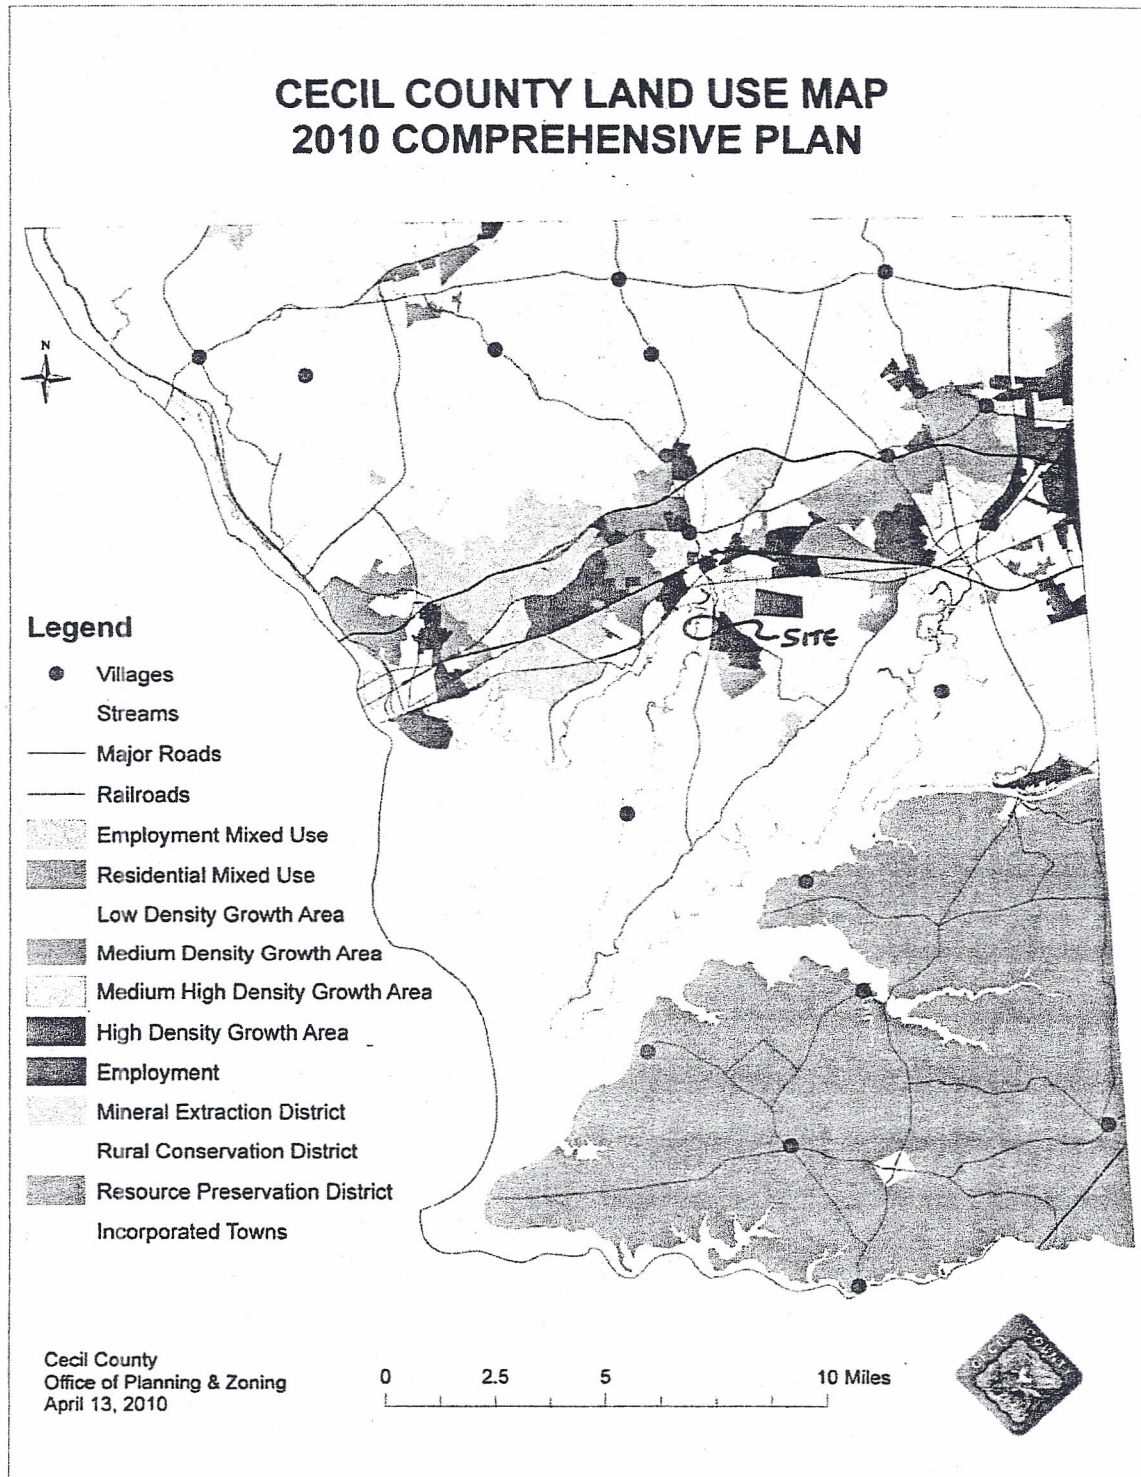 CECIL COUNTY LAND USE MAP
2010 COMPREHENSIVE PLAN
N
SITE
Legend
Villages
Streams
Major Roads
Railroads
Employment Mixed Use
Residential Mixed Use
Low Density Growth Area
Medium Density Growth Area
Medium High Density Growth Area
High Density Growth Area
Employment
Mineral Extraction District
Rural Conservation District
Resource Preservation District
Incorporated Towns
Cecil County
Office of Planning & Zoning
April 13, 2010
0 2.5 5 10 Miles
CECIL COUNTY